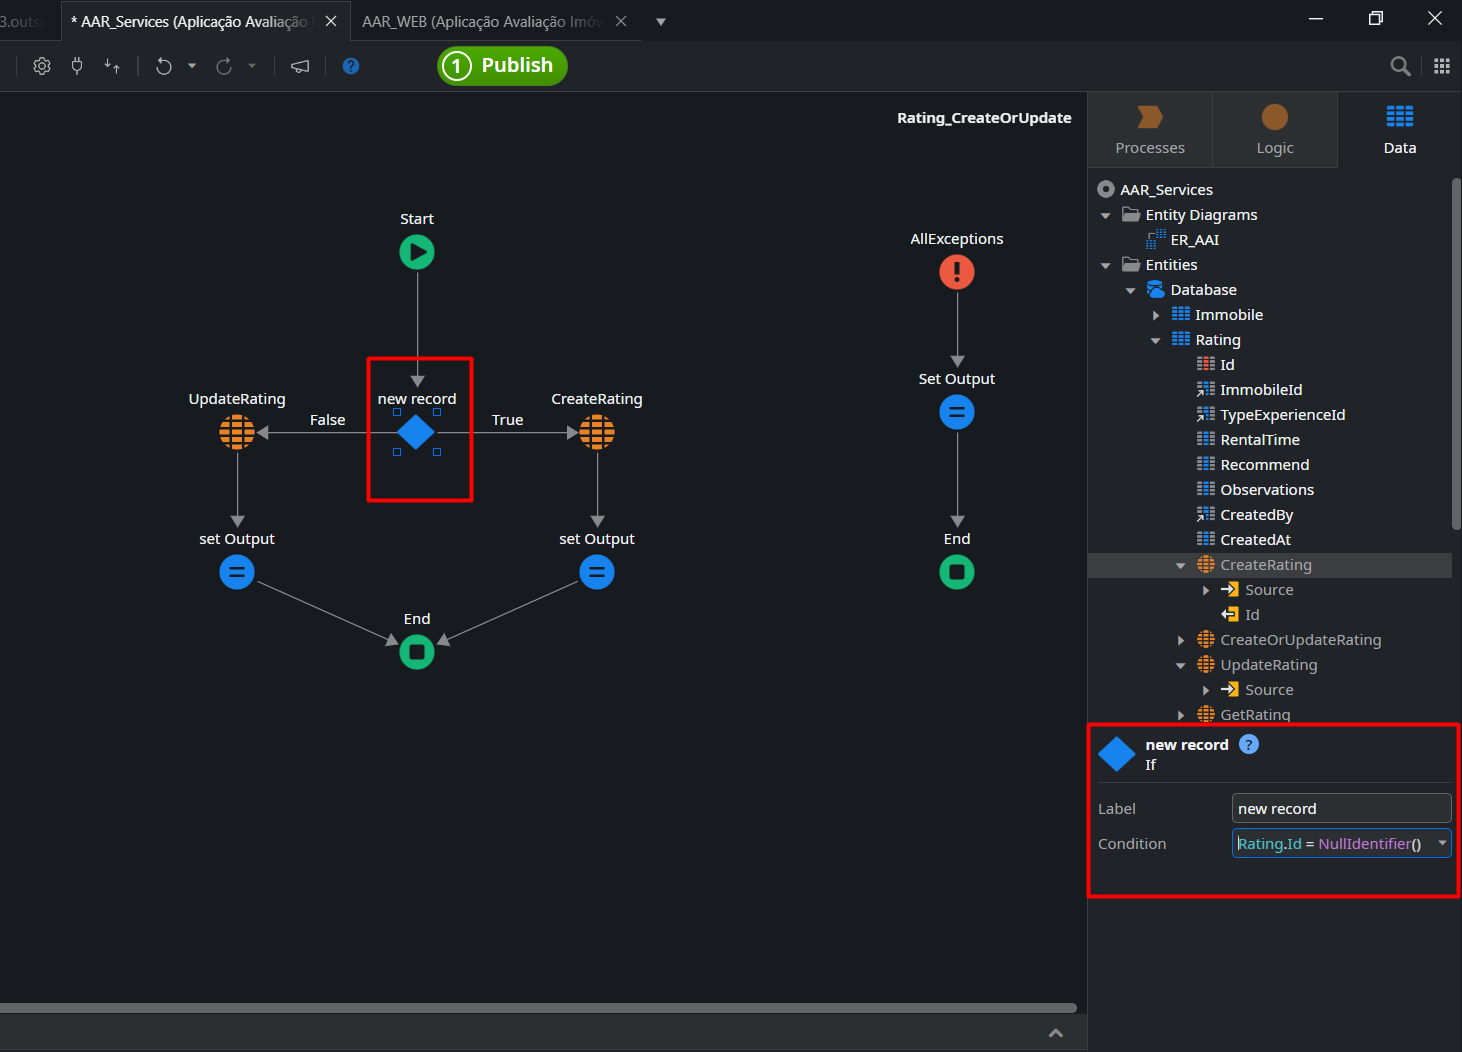 3.outsy
* AAR_Services (Aplicação Avaliação
AAR_WEB (Aplicação Avaliação Imóv
1 Publish
Rating_CreateOrUpdate
Processes
Logic
Data
Start
AllExceptions
UpdateRating
False
new record
True
CreateRating
Set Output
set Output
set Output
End
End
AAR_Services
Entity Diagrams
ER_AAI
Entities
Database
Immobile
Rating
Id
ImmobileId
TypeExperienceId
RentalTime
Recommend
Observations
CreatedBy
CreatedAt
CreateRating
Source
Id
CreateOrUpdateRating
UpdateRating
Source
GetRating
new record ?
If
Label
new record
Condition
Rating.Id = NullIdentifier()